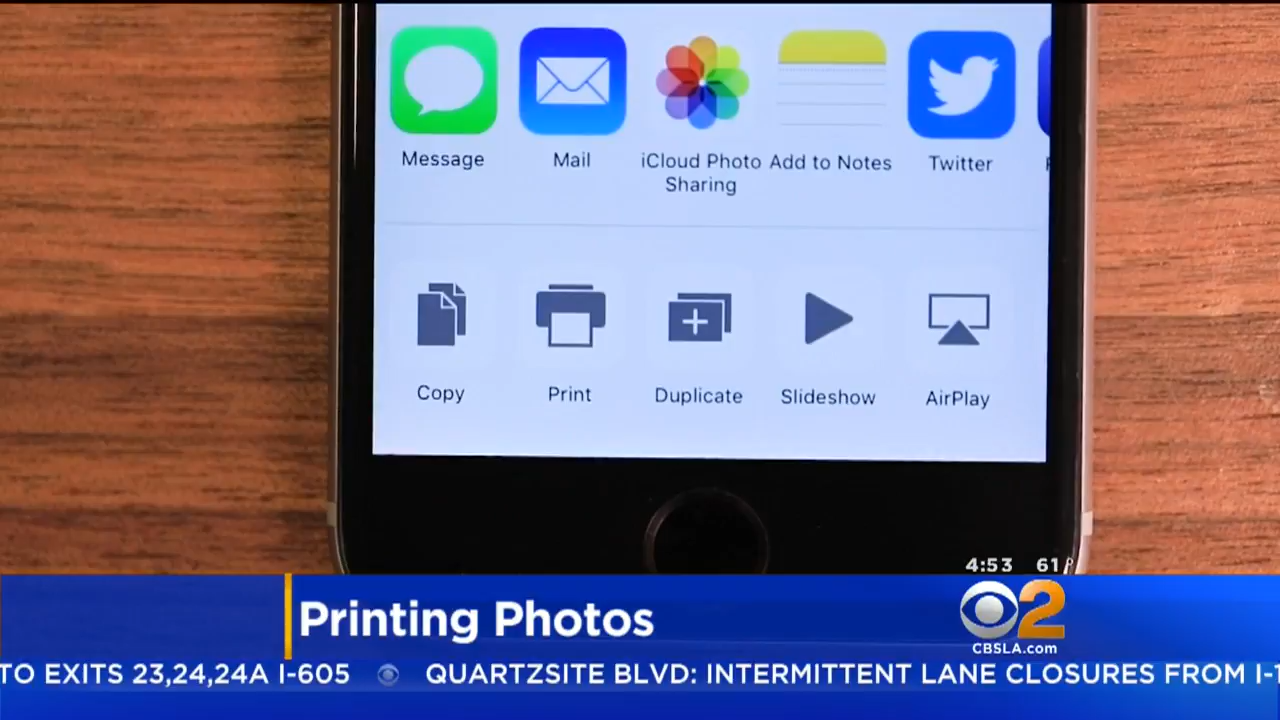 Message Mail iCloud Photo Sharing Add to Notes Twitter
Copy Print Duplicate Slideshow AirPlay
4:53 61
Printing Photos
2
CBSLA.com
TO EXITS 23,24,24A I-605 QUARTZSITE BLVD: INTERMITTENT LANE CLOSURES FROM I-1